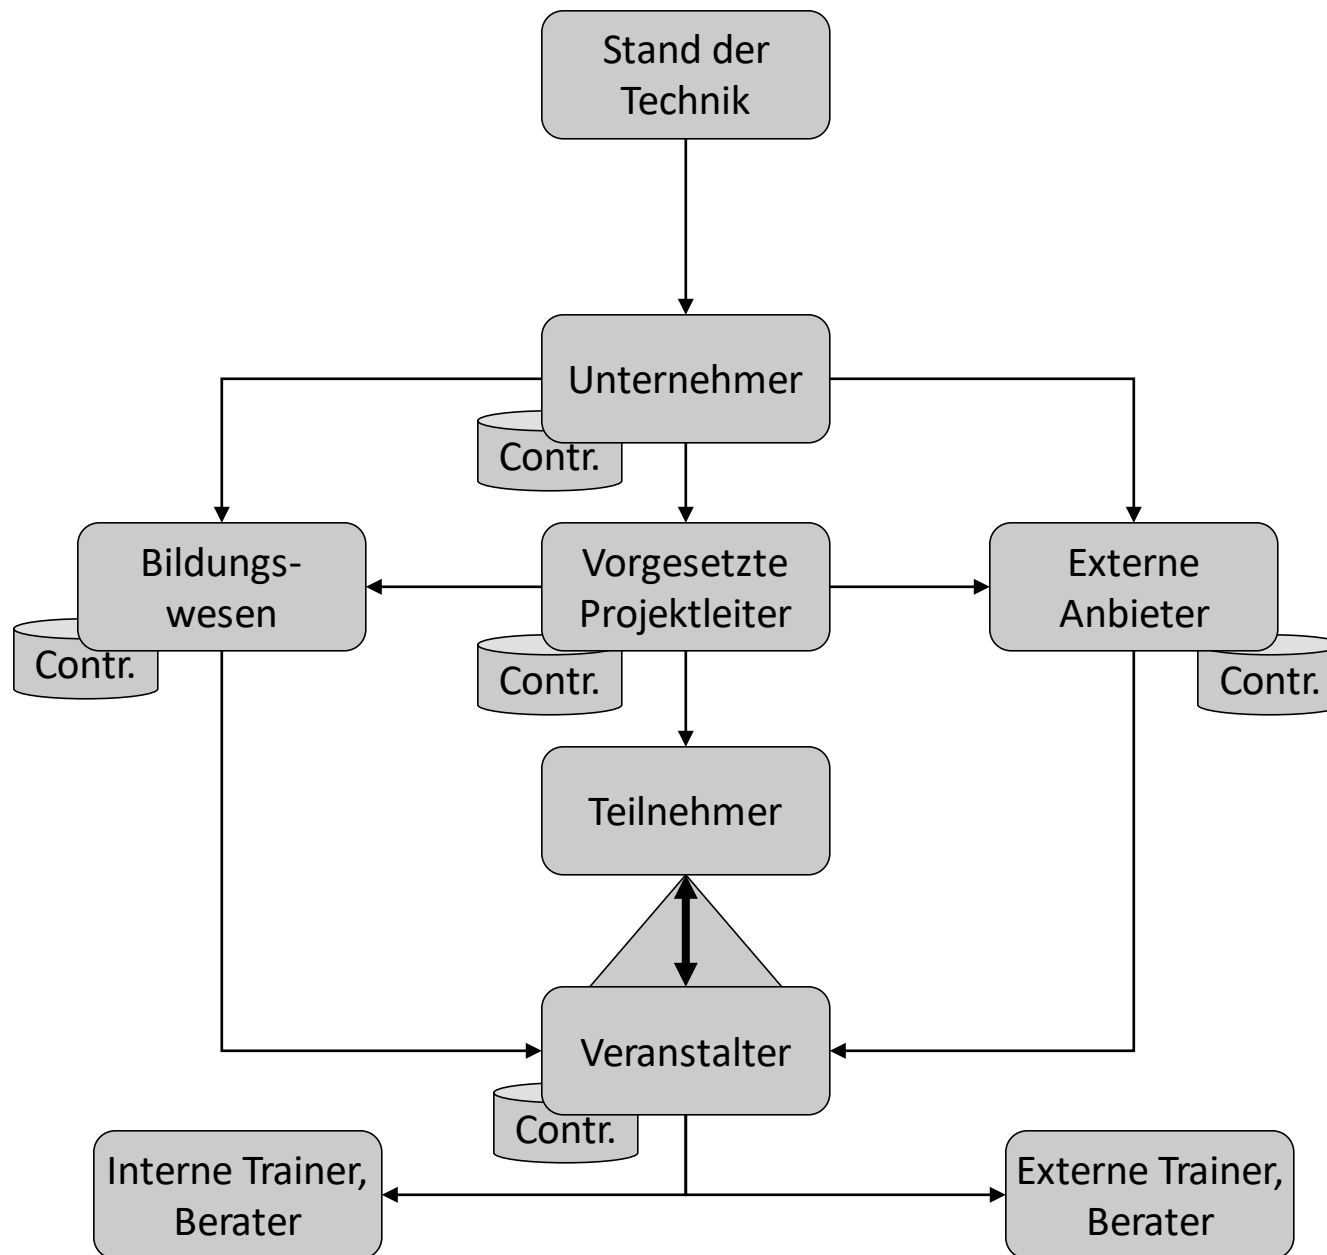 Stand der
Technik
Unternehmer
Contr.
Bildungs-
wesen
Contr.
Vorgesetzte
Projektleiter
Contr.
Externe
Anbieter
Contr.
Teilnehmer
Veranstalter
Contr.
Interne Trainer,
Berater
Externe Trainer,
Berater